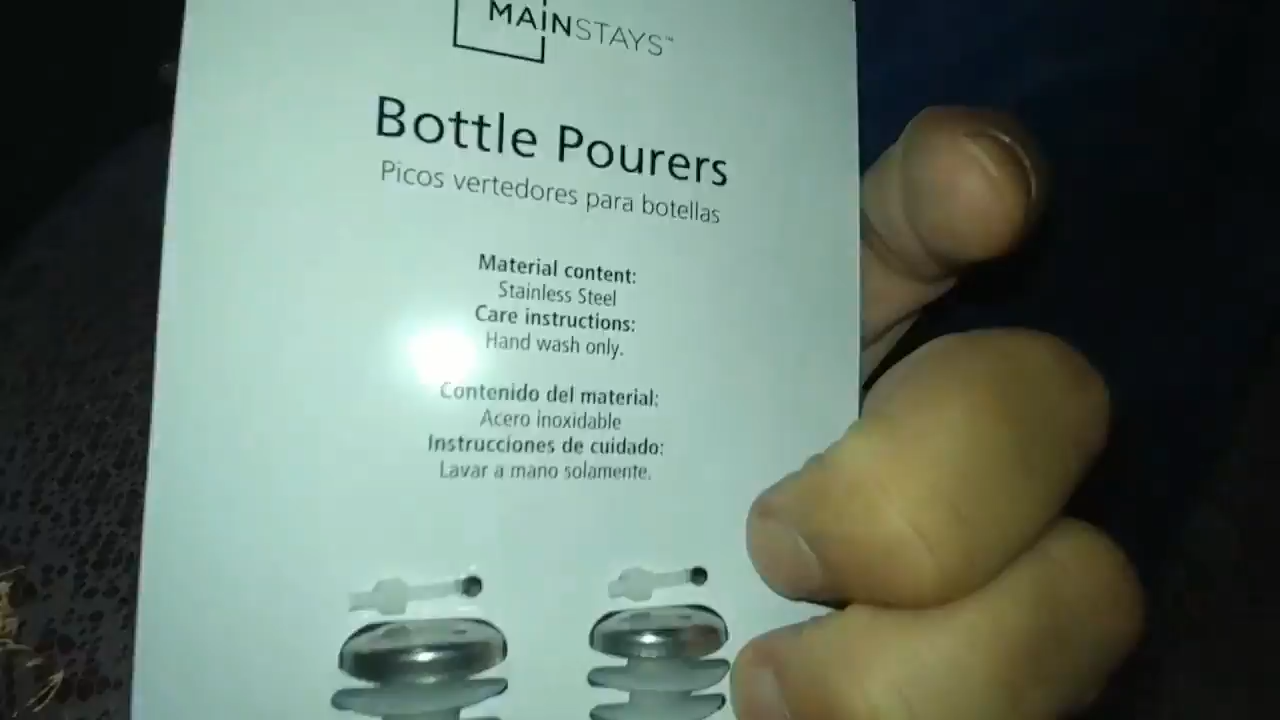 MAINSTAYS™
Bottle Pourers
Picos vertedores para botellas
Material content:
Stainless Steel
Care instructions:
Hand wash only.
Contenido del material:
Acero inoxidable
Instrucciones de cuidado:
Lavar a mano solamente.